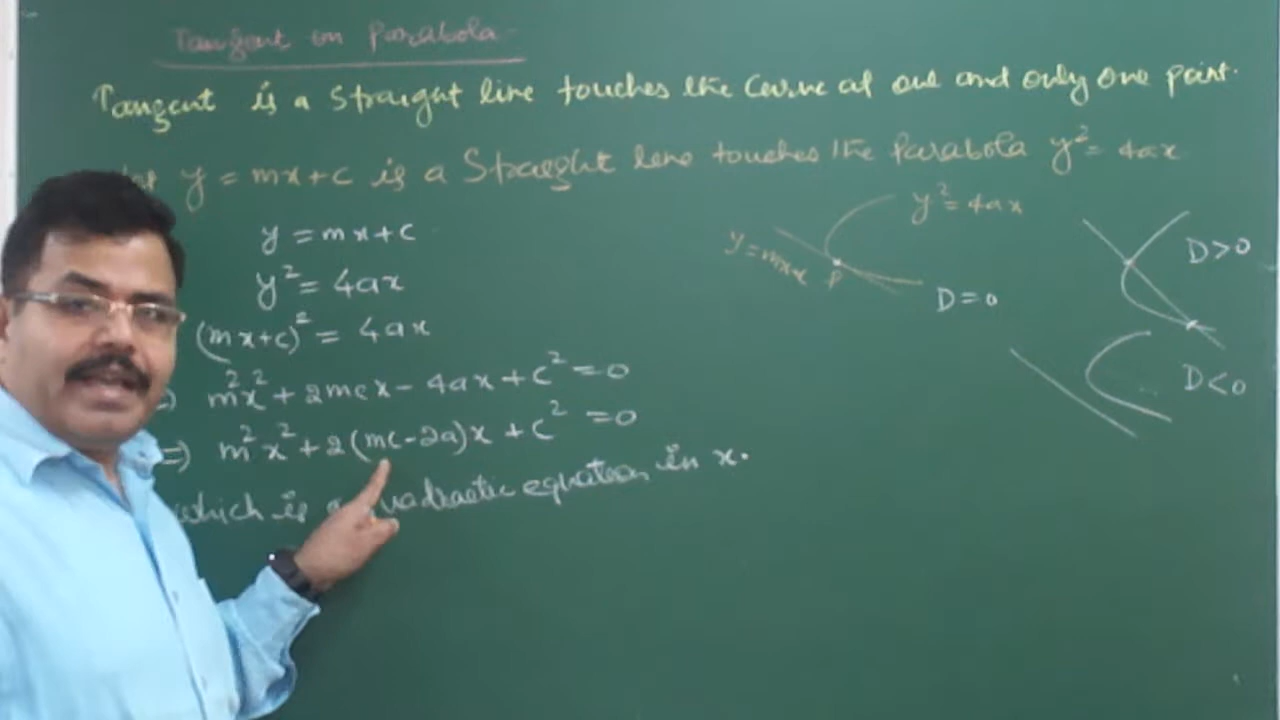 Tangent on Parabola
Tangent is a Straight line touches the Curve at one and only one point.
y = mx+c is a Straight line touches the Parabola y² = 4ax
y = mx+c
y² = 4ax
(mx+c)² = 4ax
m²x² + 2mcx - 4ax + c² = 0
⇒ m²x² + 2(mc-2a)x + c² = 0
which is a quadractic equation in x.
y² = 4ax
P
D=0
D>0
D<0